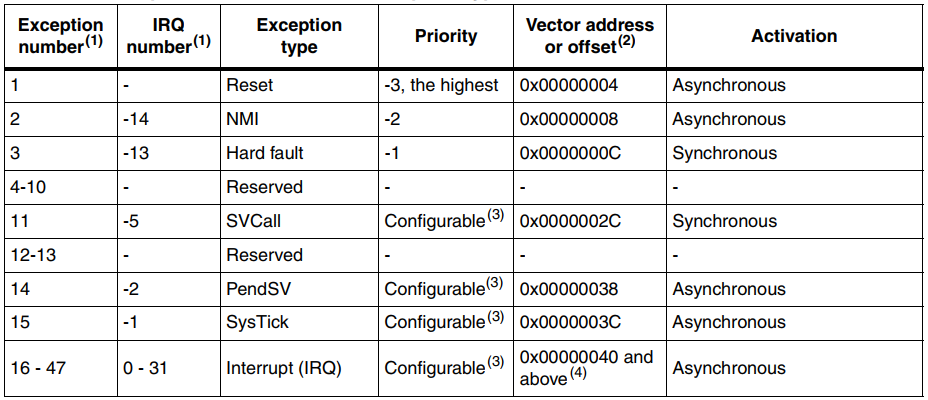 Exception number(1) IRQ number(1) Exception type Priority Vector address or offset(2) Activation
1 - Reset -3, the highest 0x00000004 Asynchronous
2 -14 NMI -2 0x00000008 Asynchronous
3 -13 Hard fault -1 0x0000000C Synchronous
4-10 - Reserved - - -
11 -5 SVCall Configurable(3) 0x0000002C Synchronous
12-13 - Reserved - - -
14 -2 PendSV Configurable(3) 0x00000038 Asynchronous
15 -1 SysTick Configurable(3) 0x0000003C Asynchronous
16 - 47 0 - 31 Interrupt (IRQ) Configurable(3) 0x00000040 and above(4) Asynchronous